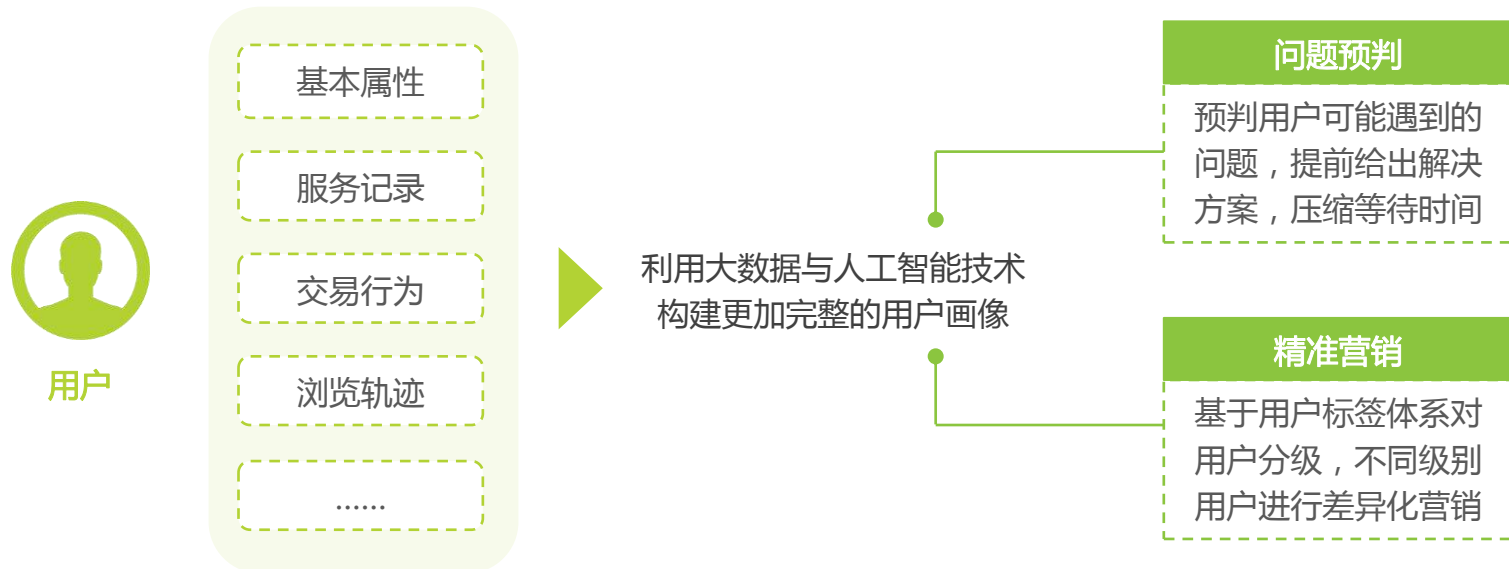 用户
基本属性
服务记录
交易行为
浏览轨迹
......
利用大数据与人工智能技术
构建更加完整的用户画像
问题预判
预判用户可能遇到的
问题，提前给出解决
方案，压缩等待时间
精准营销
基于用户标签体系对
用户分级，不同级别
用户进行差异化营销